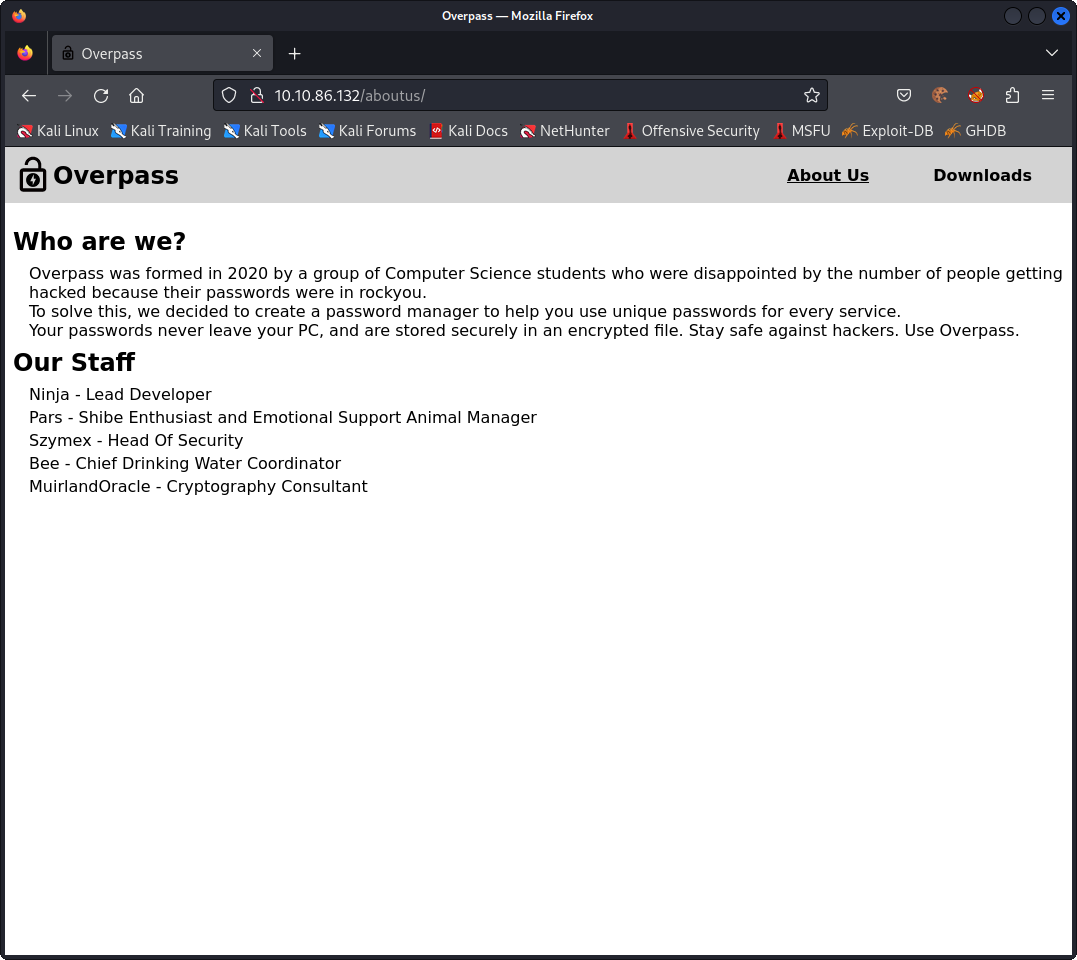 Overpass — Mozilla Firefox
Overpass
10.10.86.132/aboutus/
Kali Linux Kali Training Kali Tools Kali Forums Kali Docs NetHunter Offensive Security MSFU Exploit-DB GHDB
Overpass About Us Downloads
Who are we?
Overpass was formed in 2020 by a group of Computer Science students who were disappointed by the number of people getting
hacked because their passwords were in rockyou.
To solve this, we decided to create a password manager to help you use unique passwords for every service.
Your passwords never leave your PC, and are stored securely in an encrypted file. Stay safe against hackers. Use Overpass.
Our Staff
Ninja - Lead Developer
Pars - Shibe Enthusiast and Emotional Support Animal Manager
Szymex - Head Of Security
Bee - Chief Drinking Water Coordinator
MuirlandOracle - Cryptography Consultant